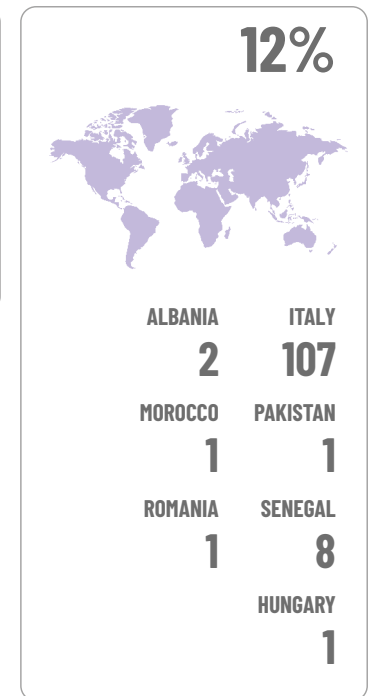 12%
ALBANIA ITALY
2 107
MOROCCO PAKISTAN
1 1
ROMANIA SENEGAL
1 8
HUNGARY
1